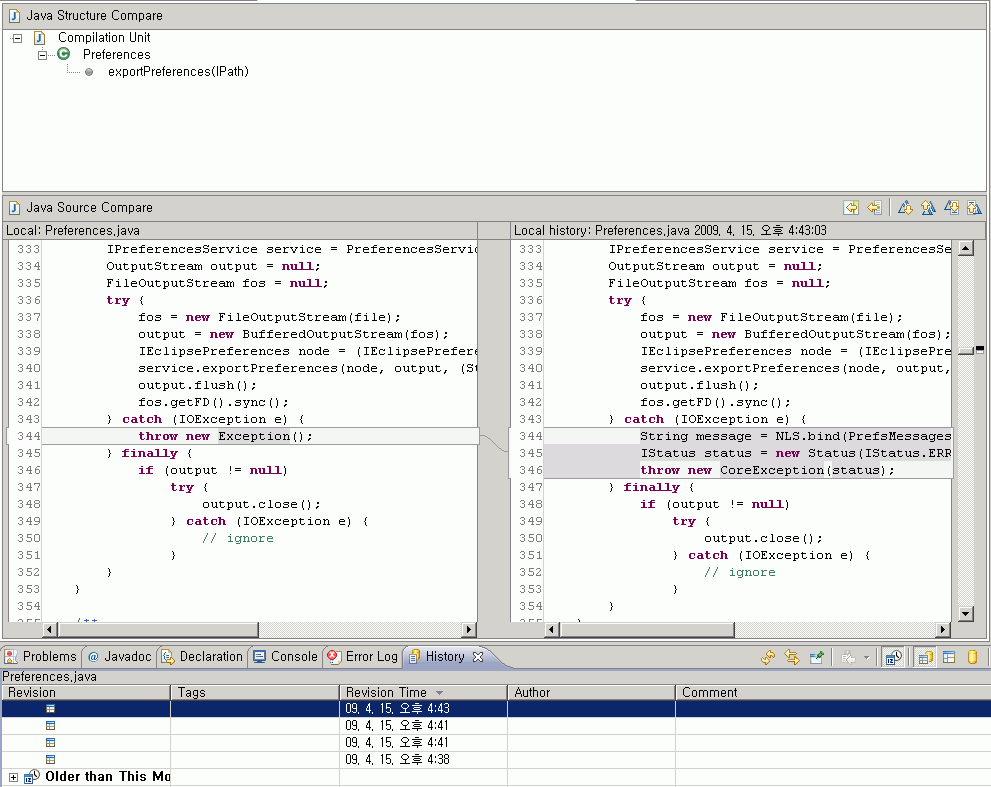 Java Structure Compare
Compilation Unit
Preferences
exportPreferences(IPath)
Java Source Compare
Local: Preferences.java
333 IPreferencesService service = PreferencesServic
334 OutputStream output = null;
335 FileOutputStream fos = null;
336 try {
337 fos = new FileOutputStream(file);
338 output = new BufferedOutputStream(fos);
339 IEclipsePreferences node = (IEclipsePrefere
340 service.exportPreferences(node, output, (St
341 output.flush();
342 fos.getFD().sync();
343 } catch (IOException e) {
344 throw new Exception();
345 } finally {
346 if (output != null)
347 try {
348 output.close();
349 } catch (IOException e) {
350 // ignore
351 }
352 }
353 }
354
355 /**
Local history: Preferences.java 2009. 4. 15. 오후 4:43:03
333 IPreferencesService service = PreferencesSe
334 OutputStream output = null;
335 FileOutputStream fos = null;
336 try {
337 fos = new FileOutputStream(file);
338 output = new BufferedOutputStream(fos);
339 IEclipsePreferences node = (IEclipsePre
340 service.exportPreferences(node, output,
341 output.flush();
342 fos.getFD().sync();
343 } catch (IOException e) {
344 String message = NLS.bind(PrefsMessages
345 IStatus status = new Status(IStatus.ERR
346 throw new CoreException(status);
347 } finally {
348 if (output != null)
349 try {
350 output.close();
351 } catch (IOException e) {
352 // ignore
353 }
354 }
355 }
Problems @ Javadoc Declaration Console Error Log History
Preferences.java
Revision Tags Revision Time Author Comment
09. 4. 15. 오후 4:43
09. 4. 15. 오후 4:41
09. 4. 15. 오후 4:41
09. 4. 15. 오후 4:38
Older than This Mo